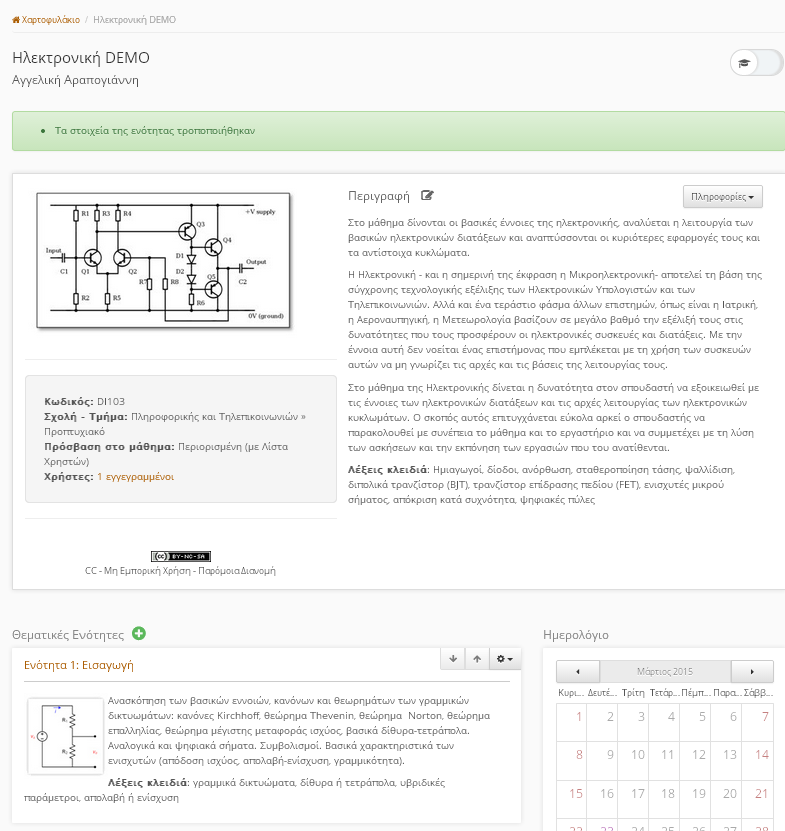 Χαρτοφυλάκιο / Ηλεκτρονική DEMO
Ηλεκτρονική DEMO
Αγγελική Αραπογιάννη
Τα στοιχεία της ενότητας τροποποιήθηκαν
R1 R3 R4 Q3 +V supply
Q4
Input D1 Output
C1 Q1 Q2 D2 Q5 C2
R7 R8
R2 R5 R6
0V (ground)
Κωδικός: DI103
Σχολή - Τμήμα: Πληροφορικής και Τηλεπικοινωνιών »
Προπτυχιακό
Πρόσβαση στο μάθημα: Περιορισμένη (με Λίστα
Χρηστών)
Χρήστες: 1 εγγεγραμμένοι
cc BY-NC-SA
CC - Μη Εμπορική Χρήση - Παρόμοια Διανομή
Περιγραφή
Πληροφορίες
Στο μάθημα δίνονται οι βασικές έννοιες της ηλεκτρονικής, αναλύεται η λειτουργία των
βασικών ηλεκτρονικών διατάξεων και αναπτύσσονται οι κυριότερες εφαρμογές τους και
τα αντίστοιχα κυκλώματα.
Η Ηλεκτρονική - και η σημερινή της έκφραση η Μικροηλεκτρονική- αποτελεί τη βάση της
σύγχρονης τεχνολογικής εξέλιξης των Ηλεκτρονικών Υπολογιστών και των
Τηλεπικοινωνιών. Αλλά και ένα τεράστιο φάσμα άλλων επιστημών, όπως είναι η Ιατρική,
η Αεροναυπηγική, η Μετεωρολογία βασίζουν σε μεγάλο βαθμό την εξέλιξή τους στις
δυνατότητες που τους προσφέρουν οι ηλεκτρονικές συσκευές και διατάξεις. Με την
έννοια αυτή δεν νοείται ένας επιστήμονας που εμπλέκεται με τη χρήση των συσκευών
αυτών να μη γνωρίζει τις αρχές και τις βάσεις της λειτουργίας τους.
Στο μάθημα της Ηλεκτρονικής δίνεται η δυνατότητα στον σπουδαστή να εξοικειωθεί με
τις έννοιες των ηλεκτρονικών διατάξεων και τις αρχές λειτουργίας των ηλεκτρονικών
κυκλωμάτων. Ο σκοπός αυτός επιτυγχάνεται εύκολα αρκεί ο σπουδαστής να
παρακολουθεί με συνέπεια το μάθημα και το εργαστήριο και να συμμετέχει με τη λύση
των ασκήσεων και την εκπόνηση των εργασιών που του ανατίθενται.
Λέξεις κλειδιά: Ημιαγωγοί, δίοδοι, ανόρθωση, σταθεροποίηση τάσης, ψαλλίδιση,
διπολικά τρανζίστορ (BJT), τρανζίστορ επίδρασης πεδίου (FET), ενισχυτές μικρού
σήματος, απόκριση κατά συχνότητα, ψηφιακές πύλες
Θεματικές Ενότητες
Ενότητα 1: Εισαγωγή
Ανασκόπηση των βασικών εννοιών, κανόνων και θεωρημάτων των γραμμικών
δικτυωμάτων: κανόνες Kirchhoff, θεώρημα Thevenin, θεώρημα Norton, θεώρημα
επαλληλίας, θεώρημα μέγιστης μεταφοράς ισχύος, βασικά δίθυρα-τετράπολα.
Αναλογικά και ψηφιακά σήματα. Συμβολισμοί. Βασικά χαρακτηριστικά των
ενισχυτών (απόδοση ισχύος, απολαβή-ενίσχυση, γραμμικότητα).
Λέξεις κλειδιά: γραμμικά δικτυώματα, δίθυρα ή τετράπολα, υβριδικές
παράμετροι, απολαβή ή ενίσχυση
Ημερολόγιο
Μάρτιος 2015
Κυρι... Δευτέ... Τρίτη Τετάρ... Πέμπ... Παρα... Σάββ...
1 2 3 4 5 6 7
8 9 10 11 12 13 14
15 16 17 18 19 20 21
22 23 24 25 26 27 28